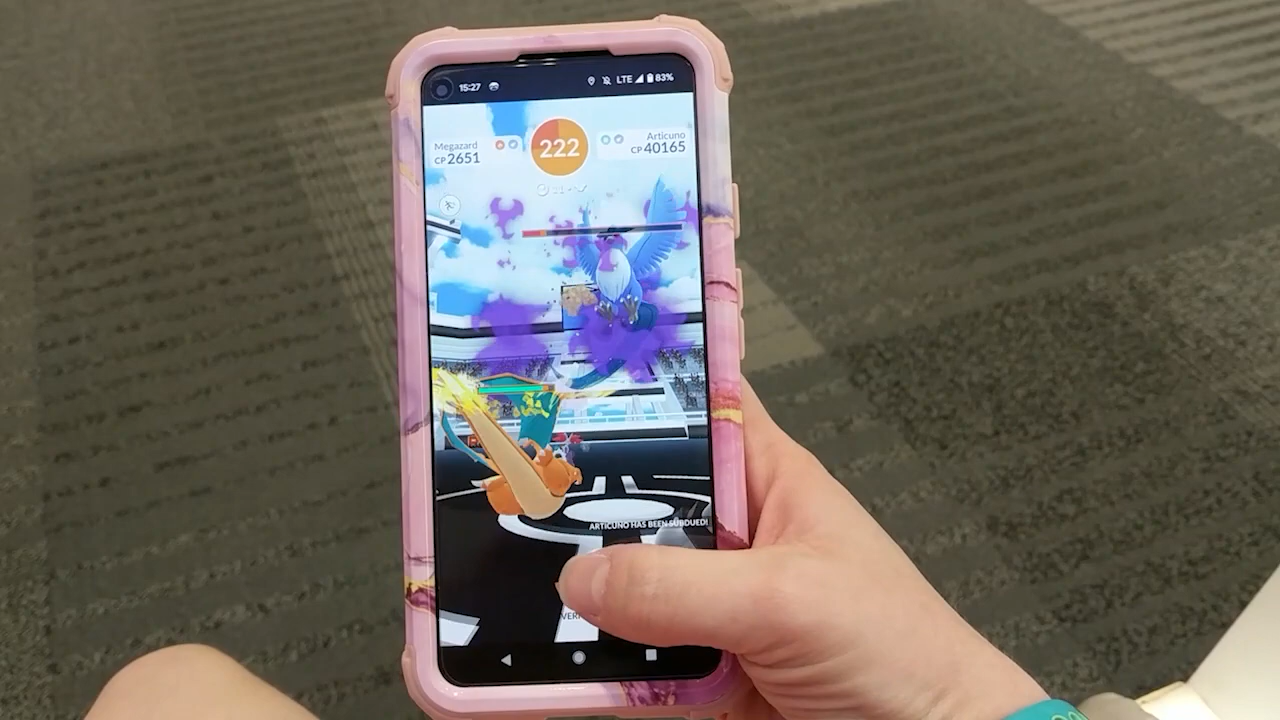 15:27
LTE 83%
Megazard
CP 2651
222
Articuno
CP 40165
ARTICUNO HAS BEEN SUBDUED!